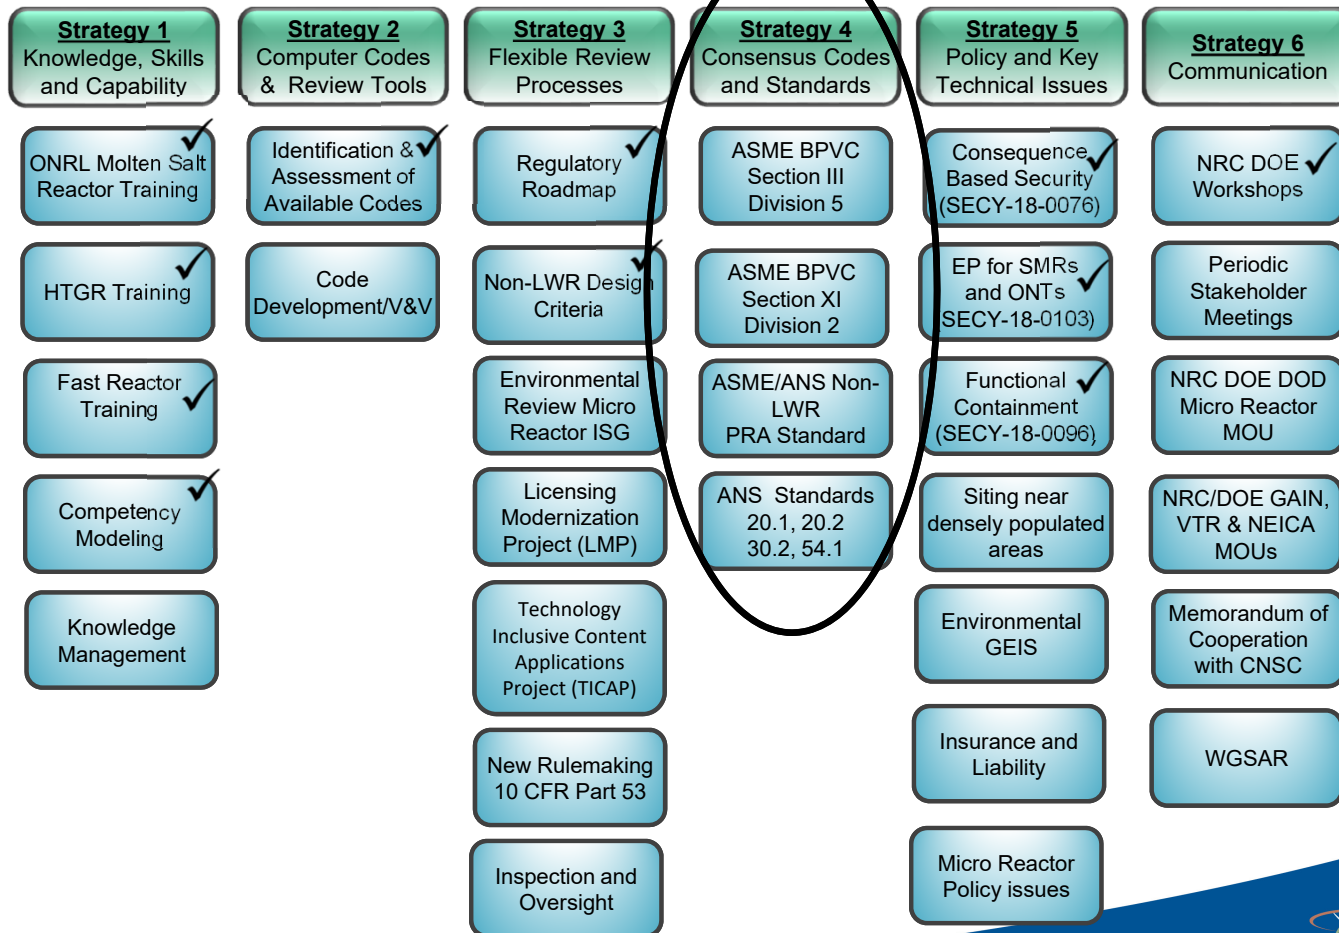 Strategy 1
Knowledge, Skills
and Capability
ONRL Molten Salt
Reactor Training
HTGR Training
Fast Reactor
Training
Competency
Modeling
Knowledge
Management
Strategy 2
Computer Codes
& Review Tools
Identification &
Assessment of
Available Codes
Code
Development/V&V
Strategy 3
Flexible Review
Processes
Regulatory
Roadmap
Non-LWR Design
Criteria
Environmental
Review Micro
Reactor ISG
Licensing
Modernization
Project (LMP)
Technology
Inclusive Content
Applications
Project (TICAP)
New Rulemaking
10 CFR Part 53
Inspection and
Oversight
Strategy 4
Consensus Codes
and Standards
ASME BPVC
Section III
Division 5
ASME BPVC
Section XI
Division 2
ASME/ANS Non-
LWR
PRA Standard
ANS Standards
20.1, 20.2
30.2, 54.1
Strategy 5
Policy and Key
Technical Issues
Consequence
Based Security
(SECY-18-0076)
EP for SMRs
and ONTs
(SECY-18-0103)
Functional
Containment
(SECY-18-0096)
Siting near
densely populated
areas
Environmental
GEIS
Insurance and
Liability
Micro Reactor
Policy issues
Strategy 6
Communication
NRC DOE
Workshops
Periodic
Stakeholder
Meetings
NRC DOE DOD
Micro Reactor
MOU
NRC/DOE GAIN,
VTR & NEICA
MOUs
Memorandum of
Cooperation
with CNSC
WGSAR